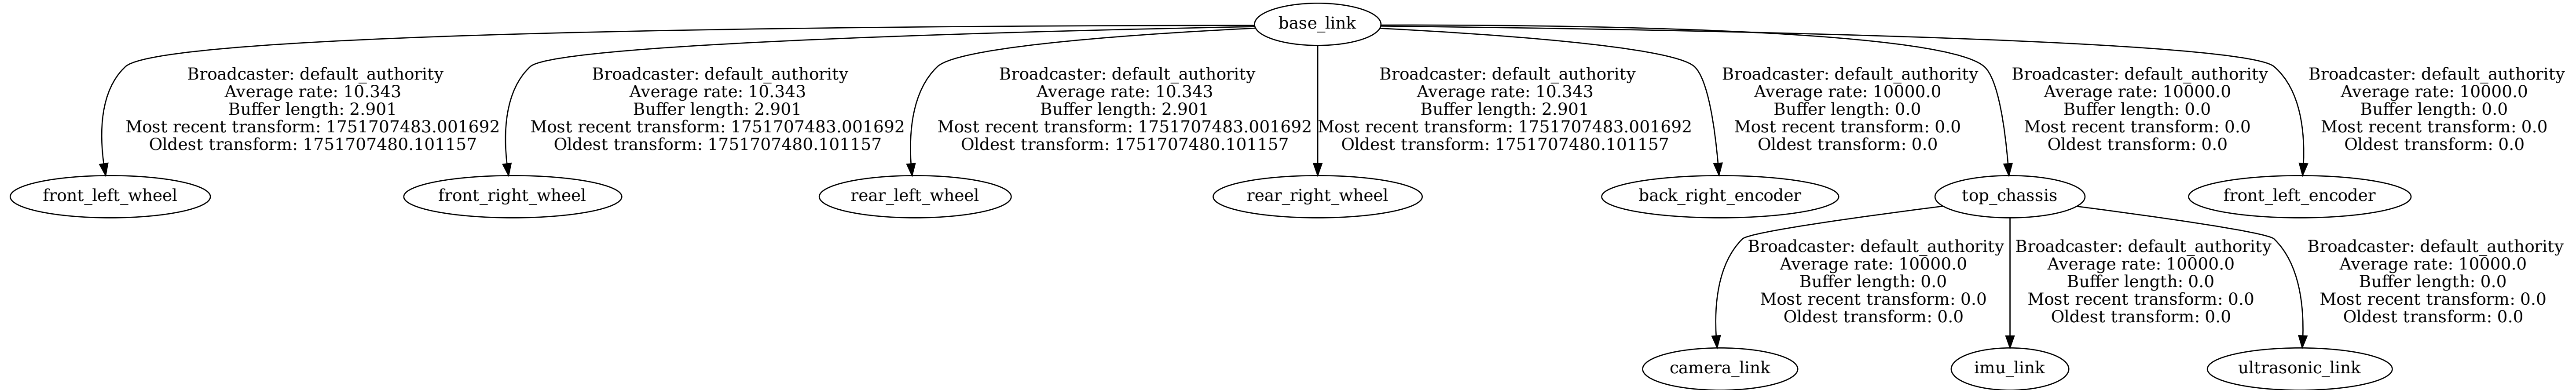 base_link
Broadcaster: default_authority
Average rate: 10.343
Buffer length: 2.901
Most recent transform: 1751707483.001692
Oldest transform: 1751707480.101157
Broadcaster: default_authority
Average rate: 10.343
Buffer length: 2.901
Most recent transform: 1751707483.001692
Oldest transform: 1751707480.101157
Broadcaster: default_authority
Average rate: 10.343
Buffer length: 2.901
Most recent transform: 1751707483.001692
Oldest transform: 1751707480.101157
Broadcaster: default_authority
Average rate: 10.343
Buffer length: 2.901
Most recent transform: 1751707483.001692
Oldest transform: 1751707480.101157
Broadcaster: default_authority
Average rate: 10000.0
Buffer length: 0.0
Most recent transform: 0.0
Oldest transform: 0.0
Broadcaster: default_authority
Average rate: 10000.0
Buffer length: 0.0
Most recent transform: 0.0
Oldest transform: 0.0
Broadcaster: default_authority
Average rate: 10000.0
Buffer length: 0.0
Most recent transform: 0.0
Oldest transform: 0.0
front_left_wheel
front_right_wheel
rear_left_wheel
rear_right_wheel
back_right_encoder
top_chassis
front_left_encoder
Broadcaster: default_authority
Average rate: 10000.0
Buffer length: 0.0
Most recent transform: 0.0
Oldest transform: 0.0
Broadcaster: default_authority
Average rate: 10000.0
Buffer length: 0.0
Most recent transform: 0.0
Oldest transform: 0.0
Broadcaster: default_authority
Average rate: 10000.0
Buffer length: 0.0
Most recent transform: 0.0
Oldest transform: 0.0
camera_link
imu_link
ultrasonic_link